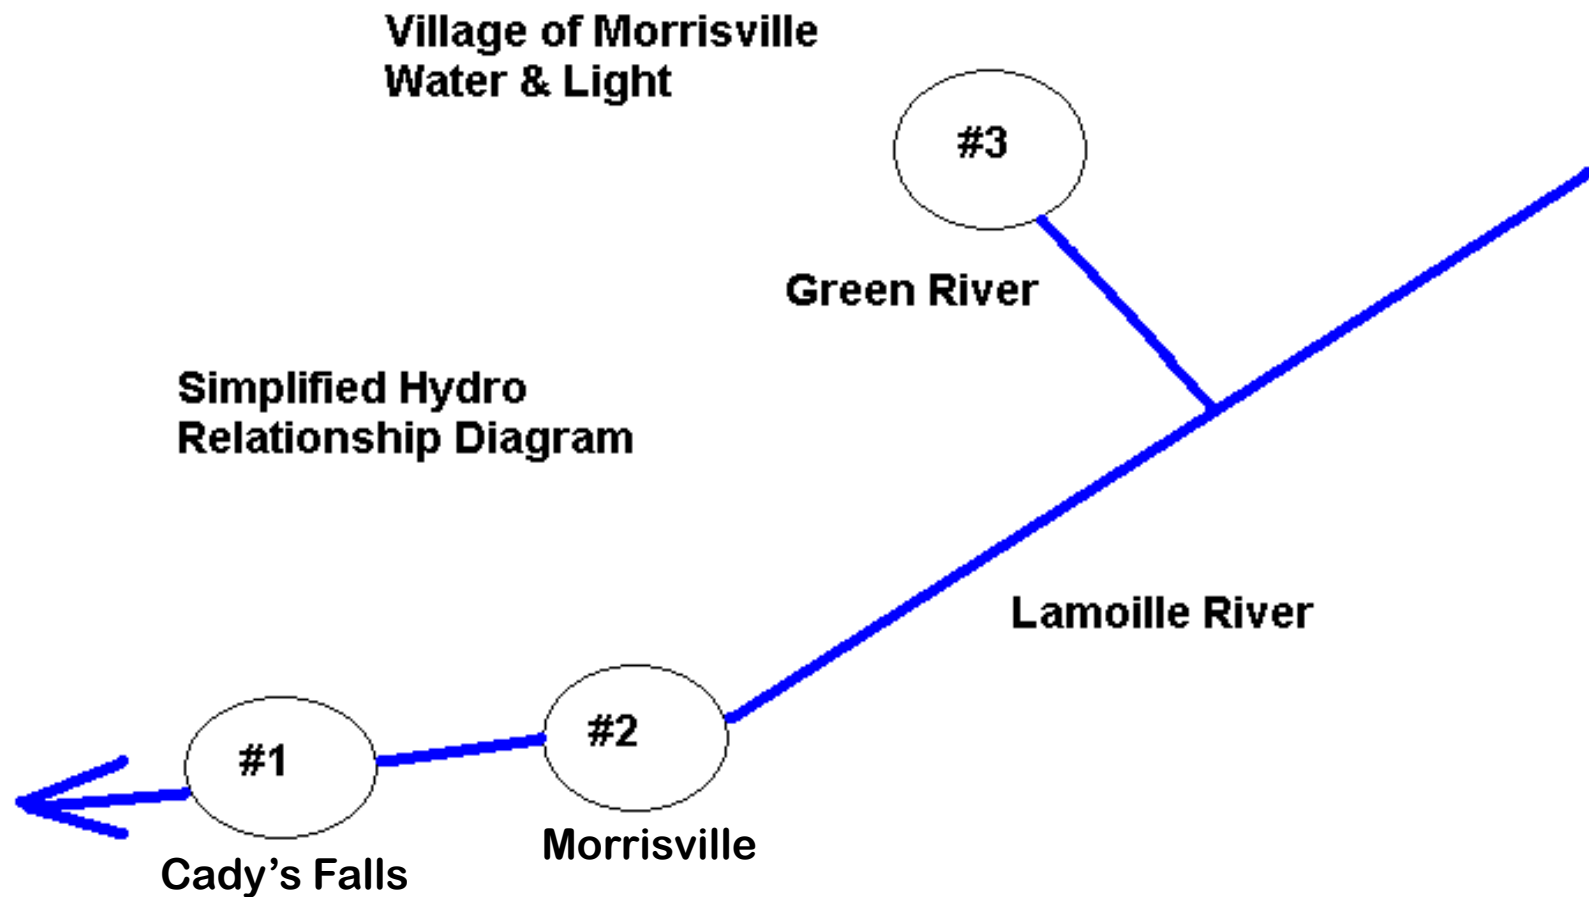 Village of Morrisville
Water & Light
#3
Green River
Simplified Hydro
Relationship Diagram
Lamoille River
#2
#1
Morrisville
Cady’s Falls